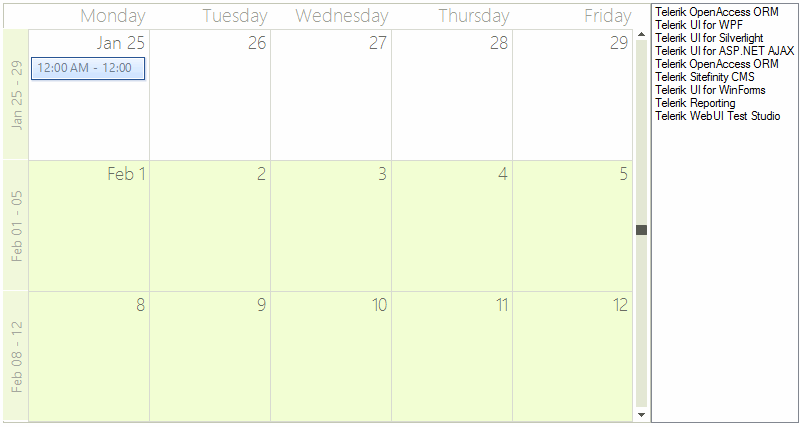 Monday Tuesday Wednesday Thursday Friday
Jan 25 - 29
Jan 25 26 27 28 29
12:00 AM - 12:00
Feb 01 - 05
Feb 1 2 3 4 5
Feb 08 - 12
8 9 10 11 12
Telerik OpenAccess ORM
Telerik UI for WPF
Telerik UI for Silverlight
Telerik UI for ASP.NET AJAX
Telerik OpenAccess ORM
Telerik Sitefinity CMS
Telerik UI for WinForms
Telerik Reporting
Telerik WebUI Test Studio